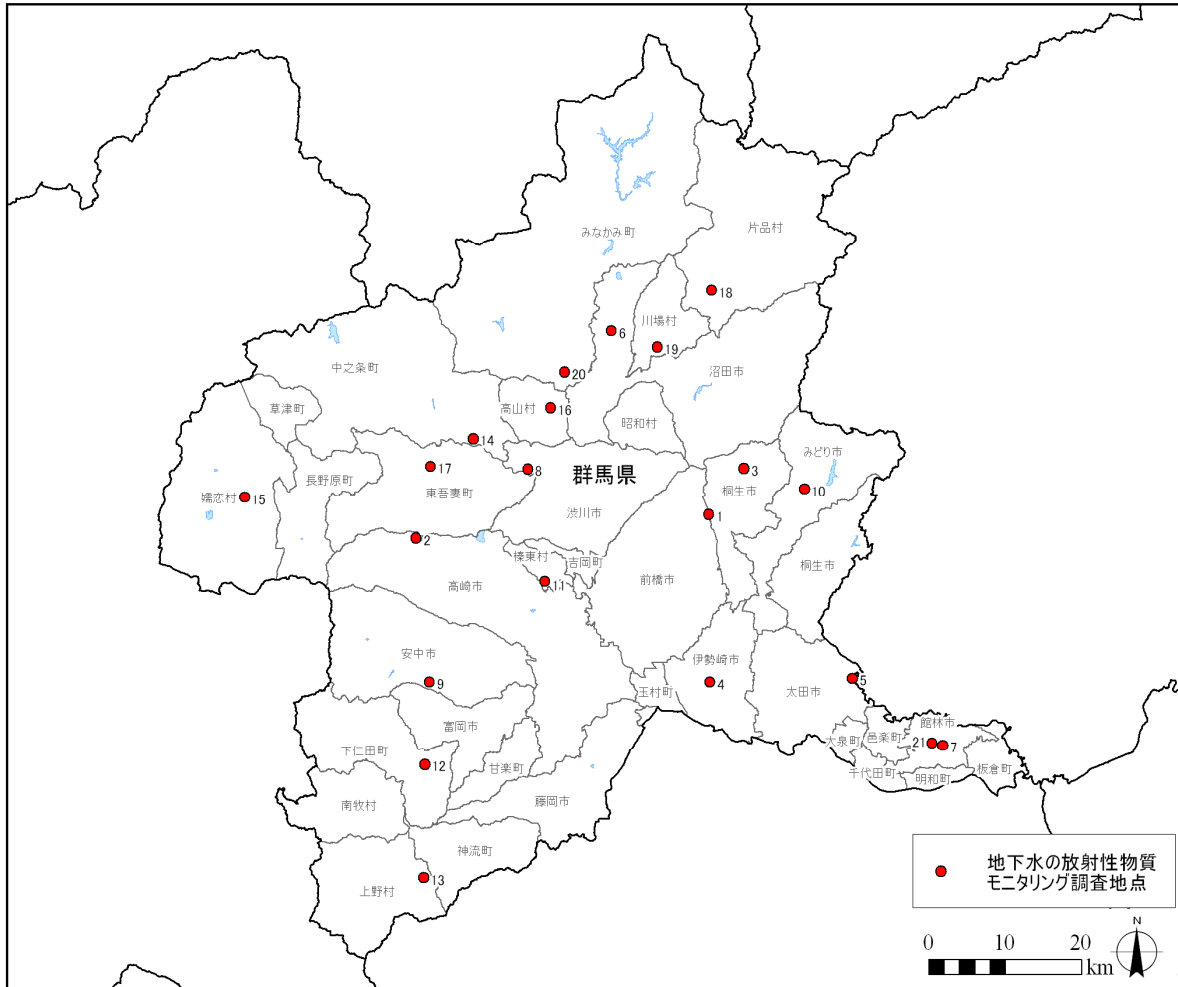 みなかみ町
片品村
18
6
川場村
19
中之条町
20
沼田市
草津町
高山村
16
昭和村
14
みどり市
長野原町
17
8
群馬県
3
桐生市
10
東吾妻町
嬬恋村
15
渋川市
1
2
榛東村
吉岡町
桐生市
高崎市
11
前橋市
安中市
9
伊勢崎市
4
5
玉村町
太田市
富岡市
館林市
下仁田町
大泉町
邑楽町
21
7
12
甘楽町
千代田町
明和町
板倉町
南牧村
藤岡市
神流町
13
上野村
地下水の放射性物質
モニタリング調査地点
N
0 10 20
km